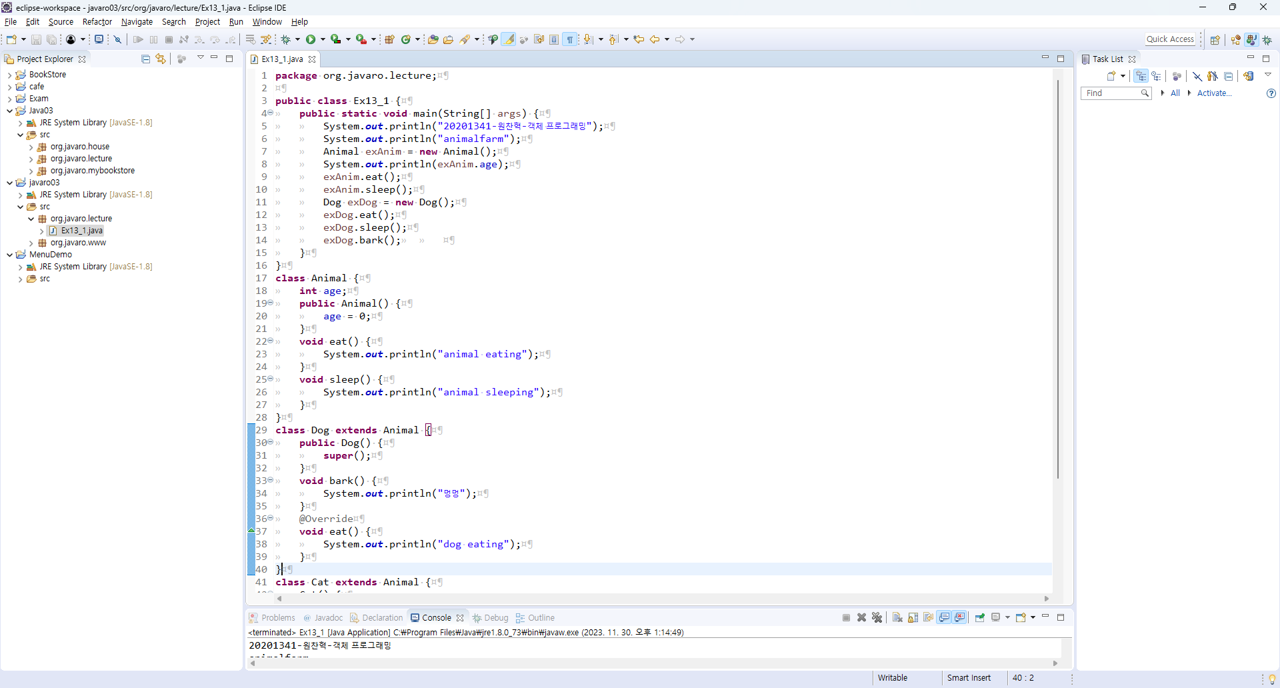 eclipse-workspace - javaro03/src/org/javaro/lecture/Ex13_1.java - Eclipse IDE
File Edit Source Refactor Navigate Search Project Run Window Help
Quick Access
Project Explorer
BookStore
cafe
Exam
Java03
JRE System Library [JavaSE-1.8]
src
org.javaro.house
org.javaro.lecture
org.javaro.mybookstore
javaro03
JRE System Library [JavaSE-1.8]
src
org.javaro.lecture
Ex13_1.java
org.javaro.www
MenuDemo
JRE System Library [JavaSE-1.8]
src
Ex13_1.java
1 package org.javaro.lecture;
2
3 public class Ex13_1 {
4 public static void main(String[] args) {
5 System.out.println("20201341-원찬혁-객체 프로그래밍");
6 System.out.println("animalfarm");
7 Animal exAnim = new Animal();
8 System.out.println(exAnim.age);
9 exAnim.eat();
10 exAnim.sleep();
11 Dog exDog = new Dog();
12 exDog.eat();
13 exDog.sleep();
14 exDog.bark();
15 }
16 }
17 class Animal {
18 int age;
19 public Animal() {
20 age = 0;
21 }
22 void eat() {
23 System.out.println("animal eating");
24 }
25 void sleep() {
26 System.out.println("animal sleeping");
27 }
28 }
29 class Dog extends Animal {
30 public Dog() {
31 super();
32 }
33 void bark() {
34 System.out.println("멍멍");
35 }
36 @Override
37 void eat() {
38 System.out.println("dog eating");
39 }
40 }
41 class Cat extends Animal {
Task List
Find All Activate...
Problems Javadoc Declaration Console Debug Outline
<terminated> Ex13_1 [Java Application] C:₩Program Files₩Java₩jre1.8.0_73₩bin₩javaw.exe (2023. 11. 30. 오후 1:14:49)
20201341-원찬혁-객체 프로그래밍
Writable Smart Insert 40 : 2